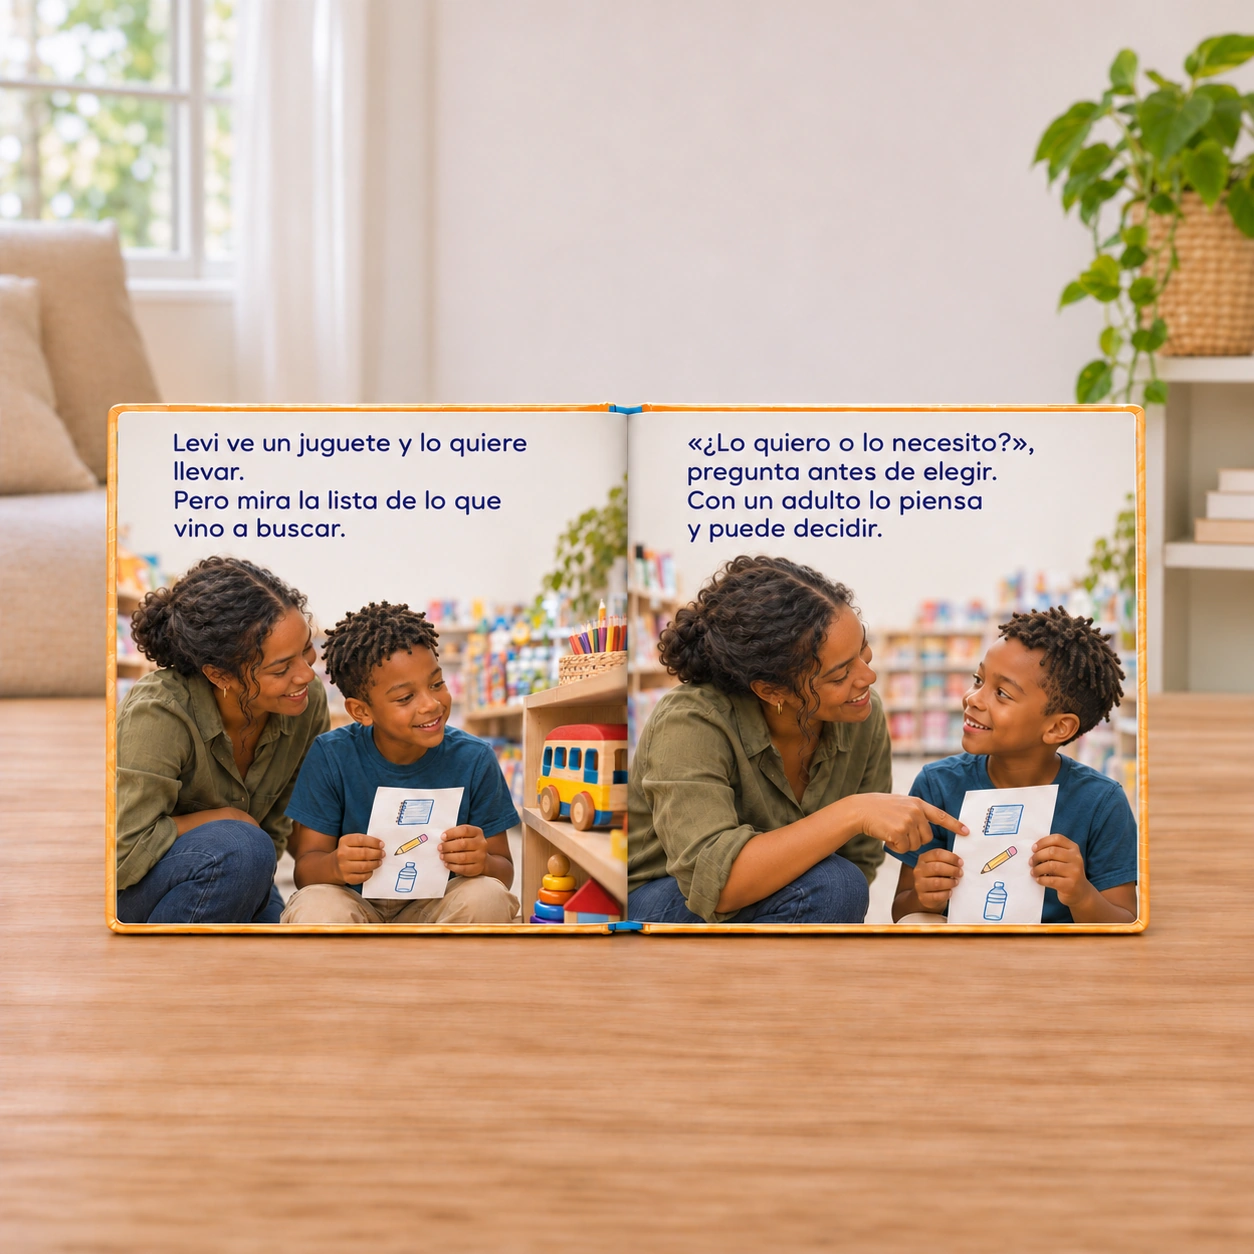 Levi ve un juguete y lo quiere
llevar.
Pero mira la lista de lo que
vino a buscar.
«¿Lo quiero o lo necesito?»,
pregunta antes de elegir.
Con un adulto lo piensa
y puede decidir.